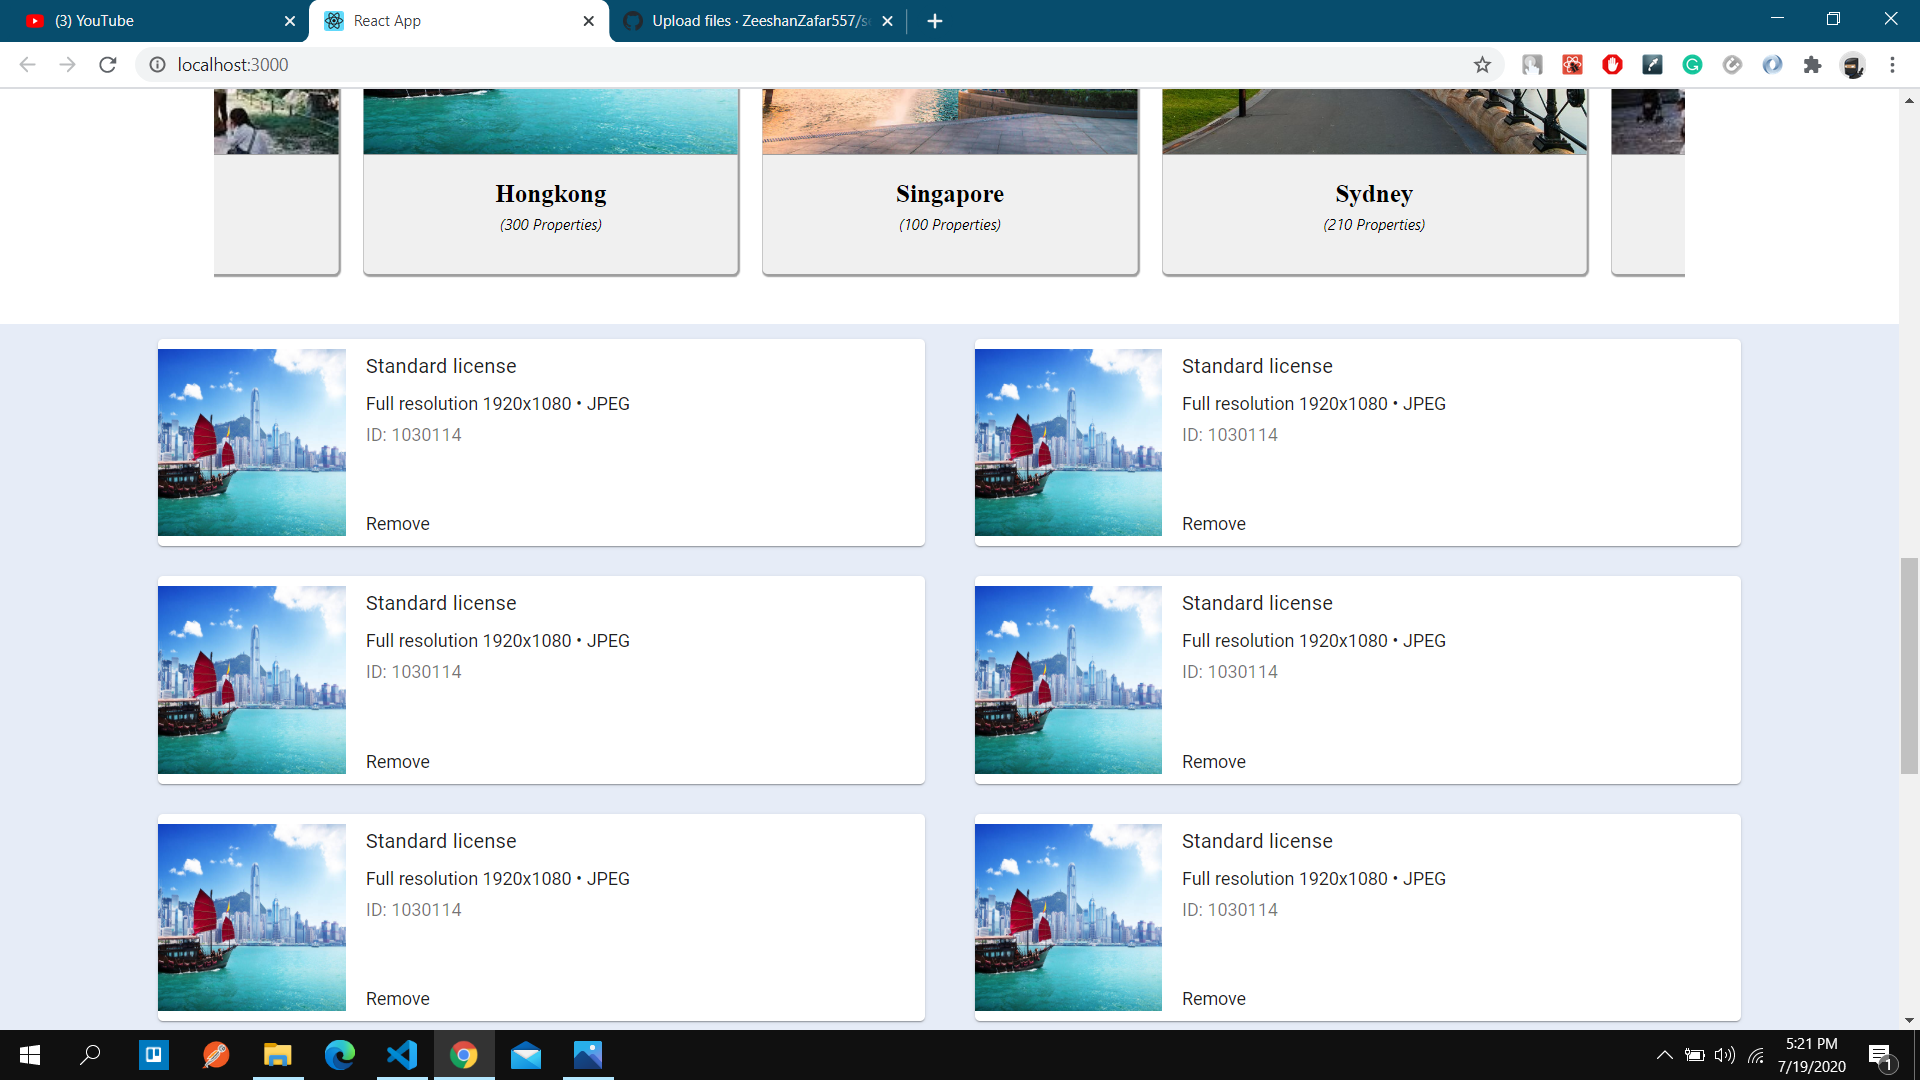 (3) YouTube
React App
Upload files · ZeeshanZafar557/se
localhost:3000
Hongkong
(300 Properties)
Singapore
(100 Properties)
Sydney
(210 Properties)
Standard license
Full resolution 1920x1080 • JPEG
ID: 1030114
Remove
Standard license
Full resolution 1920x1080 • JPEG
ID: 1030114
Remove
Standard license
Full resolution 1920x1080 • JPEG
ID: 1030114
Remove
Standard license
Full resolution 1920x1080 • JPEG
ID: 1030114
Remove
Standard license
Full resolution 1920x1080 • JPEG
ID: 1030114
Remove
Standard license
Full resolution 1920x1080 • JPEG
ID: 1030114
Remove
5:21 PM
7/19/2020
1